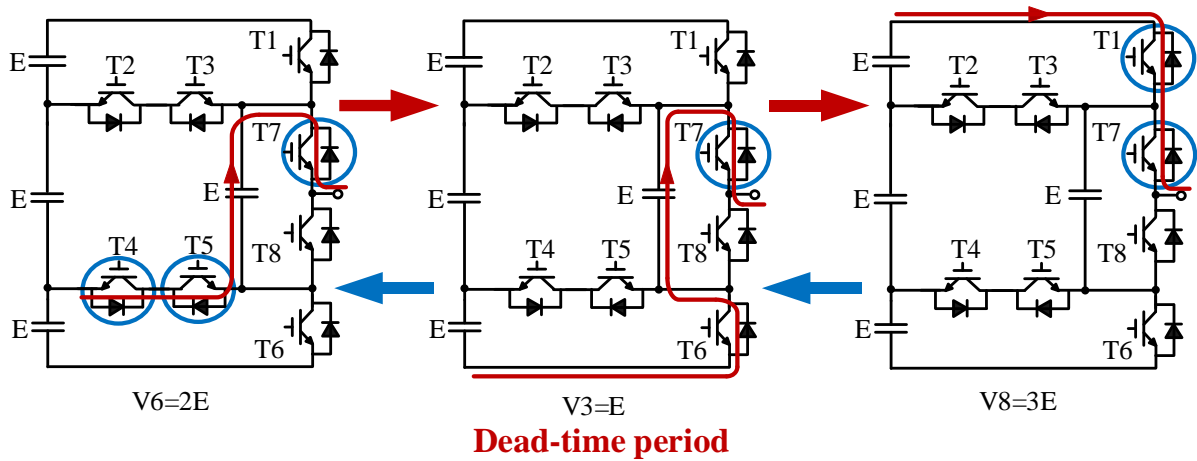 T1 T1 T1
E E E
T2 T3 T2 T3 T2 T3
T7 T7 T7
E E E E E E
T8 T8 T8
T4 T5 T4 T5 T4 T5
E E E
T6 T6 T6
V6=2E V3=E V8=3E
Dead-time period